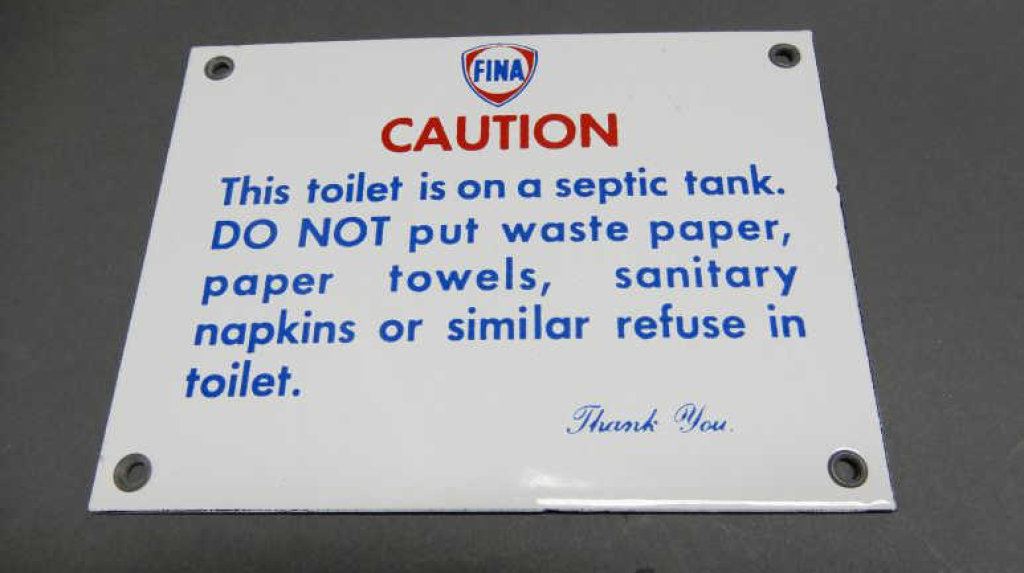 FINA
CAUTION
This toilet is on a septic tank.
DO NOT put waste paper,
paper towels, sanitary
napkins or similar refuse in
toilet.
Thank You.